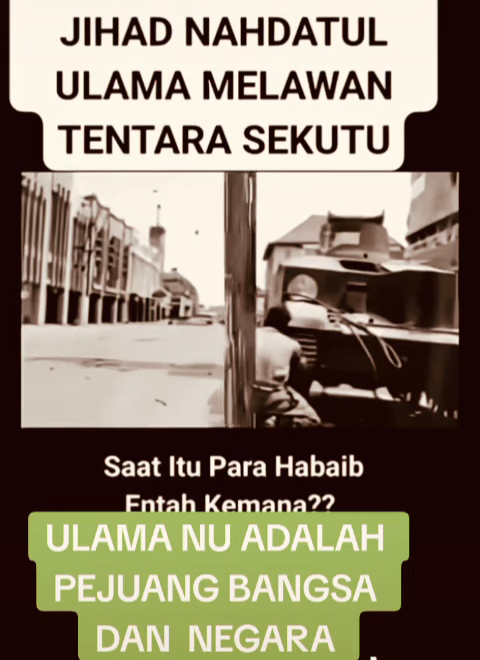 JIHAD NAHDATUL
ULAMA MELAWAN
TENTARA SEKUTU
Saat Itu Para Habaib
Entah Kemana??
ULAMA NU ADALAH
PEJUANG BANGSA
DAN NEGARA